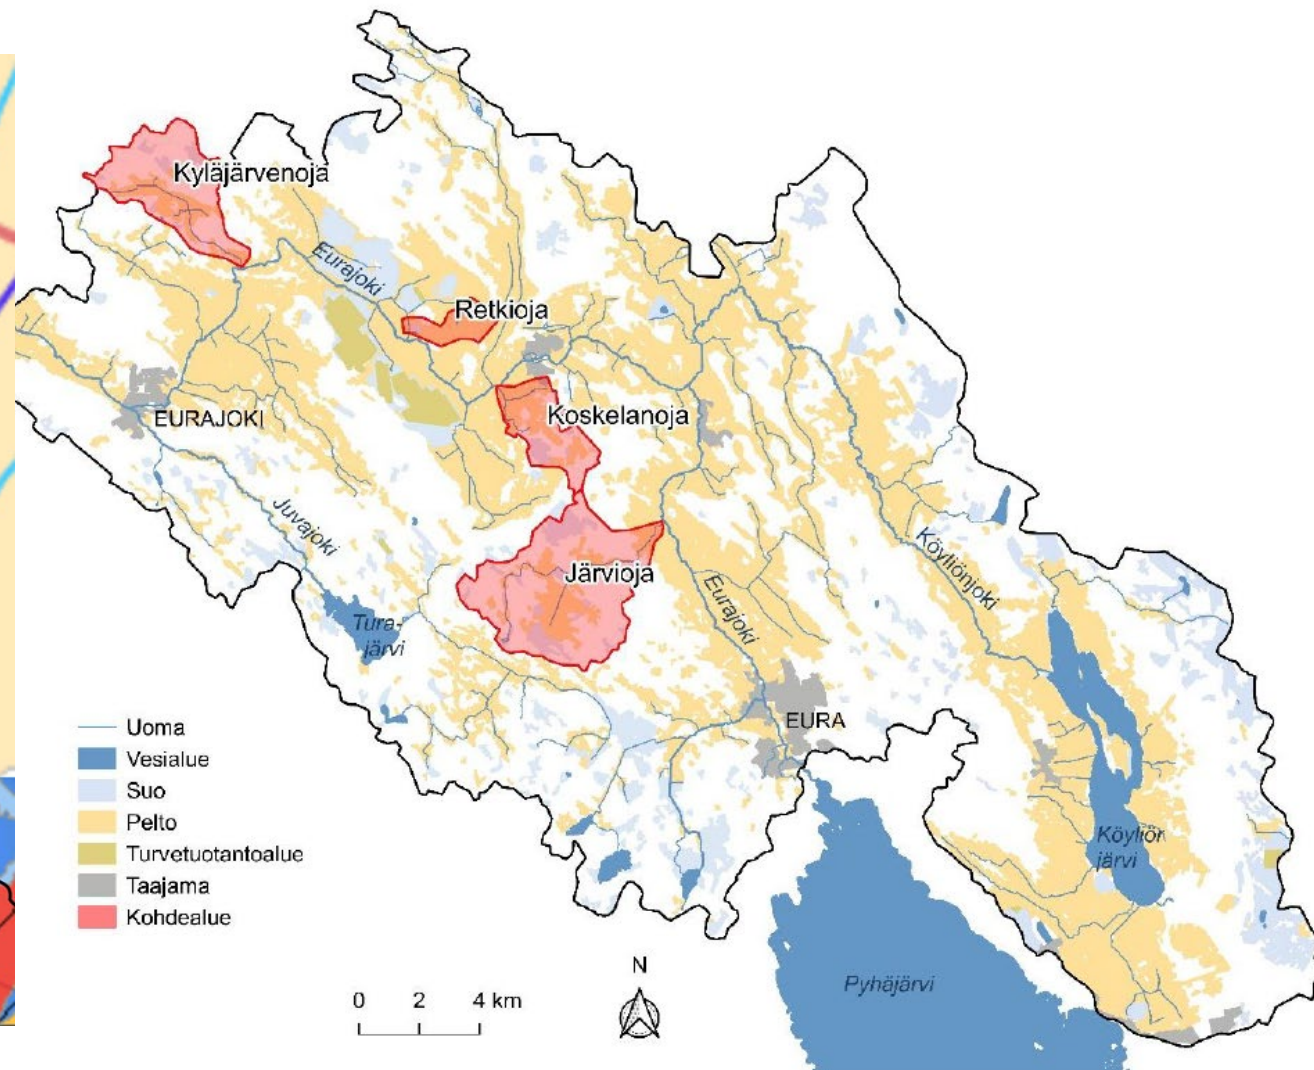 Kyläjärvenoja
Eurajoki
Retkioja
EURAJOKI
Koskelanoja
Juvajoki
Järvioja
Köyliönjoki
Eurajoki
Tura-
järvi
EURA
Uoma
Vesialue
Suo
Pelto
Turvetuotantoalue
Taajama
Kohdealue
Köyliön
järvi
N
0 2 4 km
Pyhäjärvi